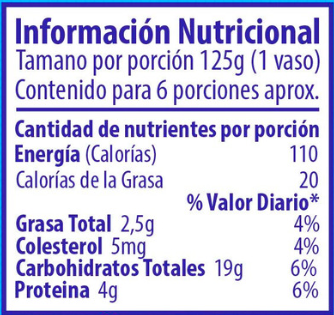 Información Nutricional
Tamano por porción 125g (1 vaso)
Contenido para 6 porciones aprox.
Cantidad de nutrientes por porción
Energía (Calorías) 110
Calorías de la Grasa 20
% Valor Diario*
Grasa Total 2,5g 4%
Colesterol 5mg 4%
Carbohidratos Totales 19g 6%
Proteina 4g 6%